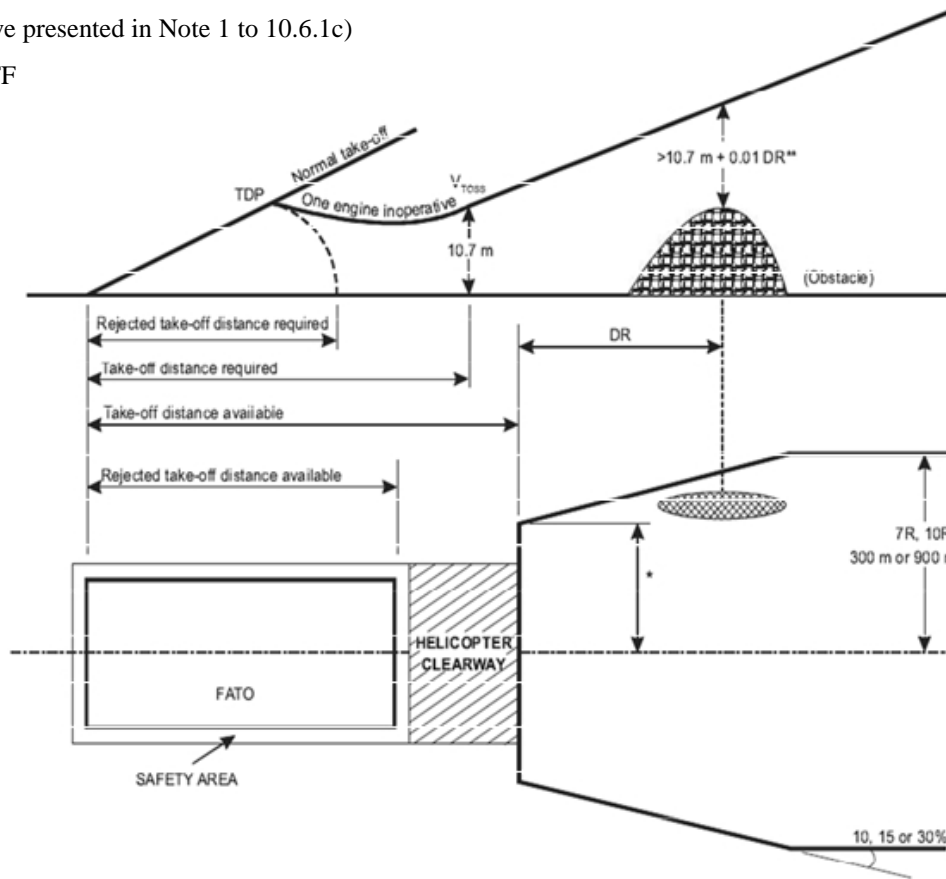 ve presented in Note 1 to 10.6.1c)
Normal take-off
TDP
One engine inoperative
VTOSS
>10.7 m + 0.01 DR**
10.7 m
(Obstacle)
Rejected take-off distance required
DR
Take-off distance required
Take-off distance available
Rejected take-off distance available
7R, 10R
300 m or 900
*
HELICOPTER
CLEARWAY
FATO
SAFETY AREA
10, 15 or 30%